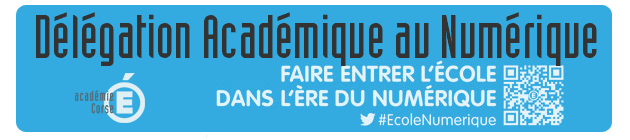 Délégation Académique au Numérique
FAIRE ENTRER L'ÉCOLE
DANS L'ÈRE DU NUMÉRIQUE
#EcoleNumerique
académie
Corse
É